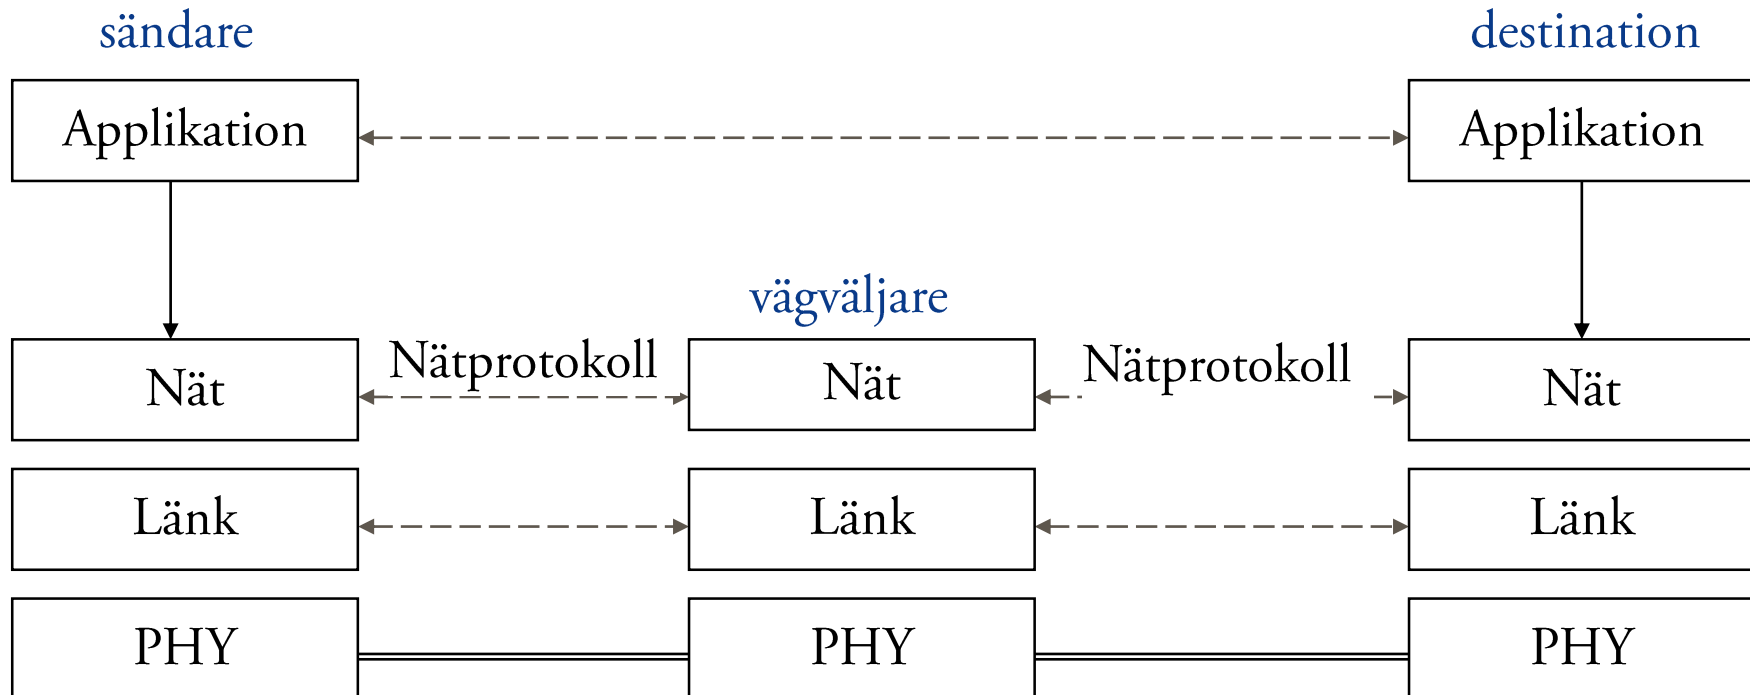 sändare
destination
Applikation
Applikation
vägväljare
Nät
Nätprotokoll
Nät
Nätprotokoll
Nät
Länk
Länk
Länk
PHY
PHY
PHY